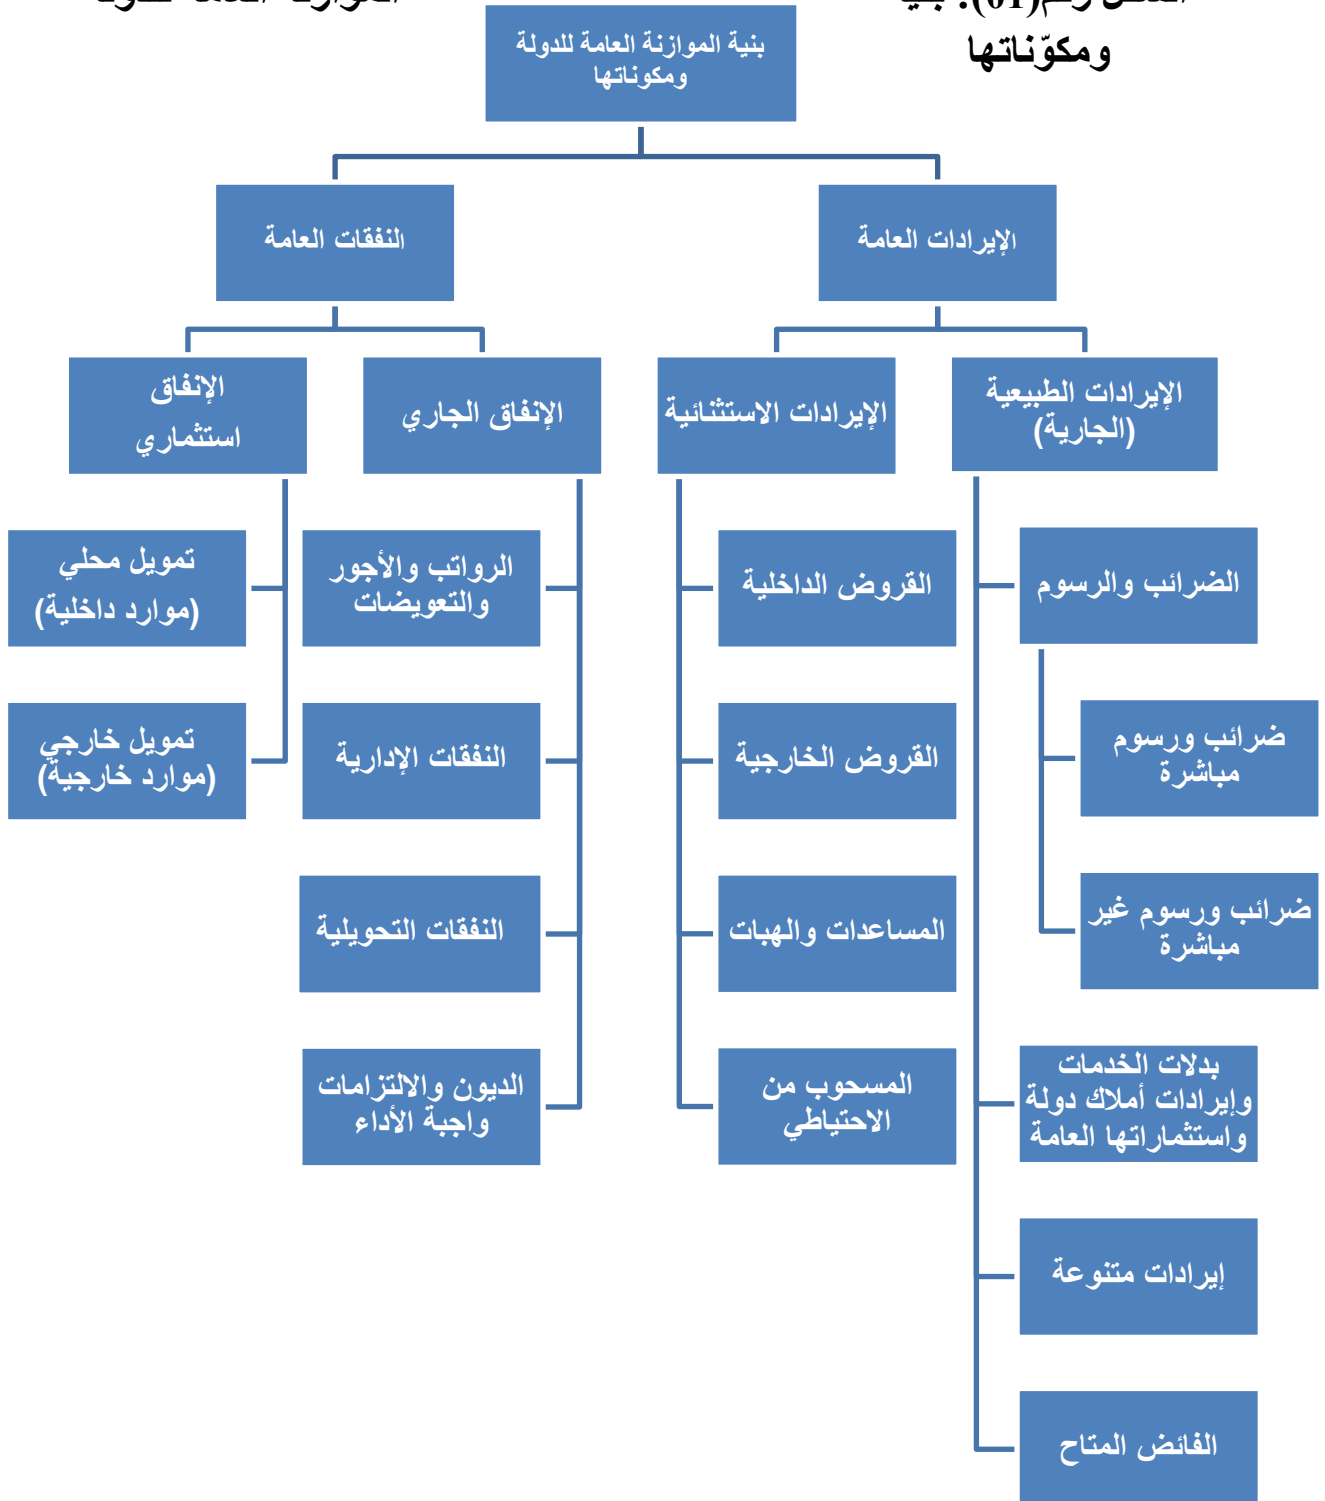 ومكوّناتها
بنية الموازنة العامة للدولة
ومكوناتها
الإيرادات العامة
النفقات العامة
الإيرادات الطبيعية
(الجارية)
الإيرادات الاستثنائية
الإنفاق الجاري
الإنفاق
استثماري
الضرائب والرسوم
ضرائب ورسوم
مباشرة
ضرائب ورسوم غير
مباشرة
بدلات الخدمات
وإيرادات أملاك دولة
واستثماراتها العامة
إيرادات متنوعة
الفائض المتاح
القروض الداخلية
القروض الخارجية
المساعدات والهبات
المسحوب من
الاحتياطي
الرواتب والأجور
والتعويضات
النفقات الإدارية
النفقات التحويلية
الديون والالتزامات
واجبة الأداء
تمويل محلي
(موارد داخلية)
تمويل خارجي
(موارد خارجية)